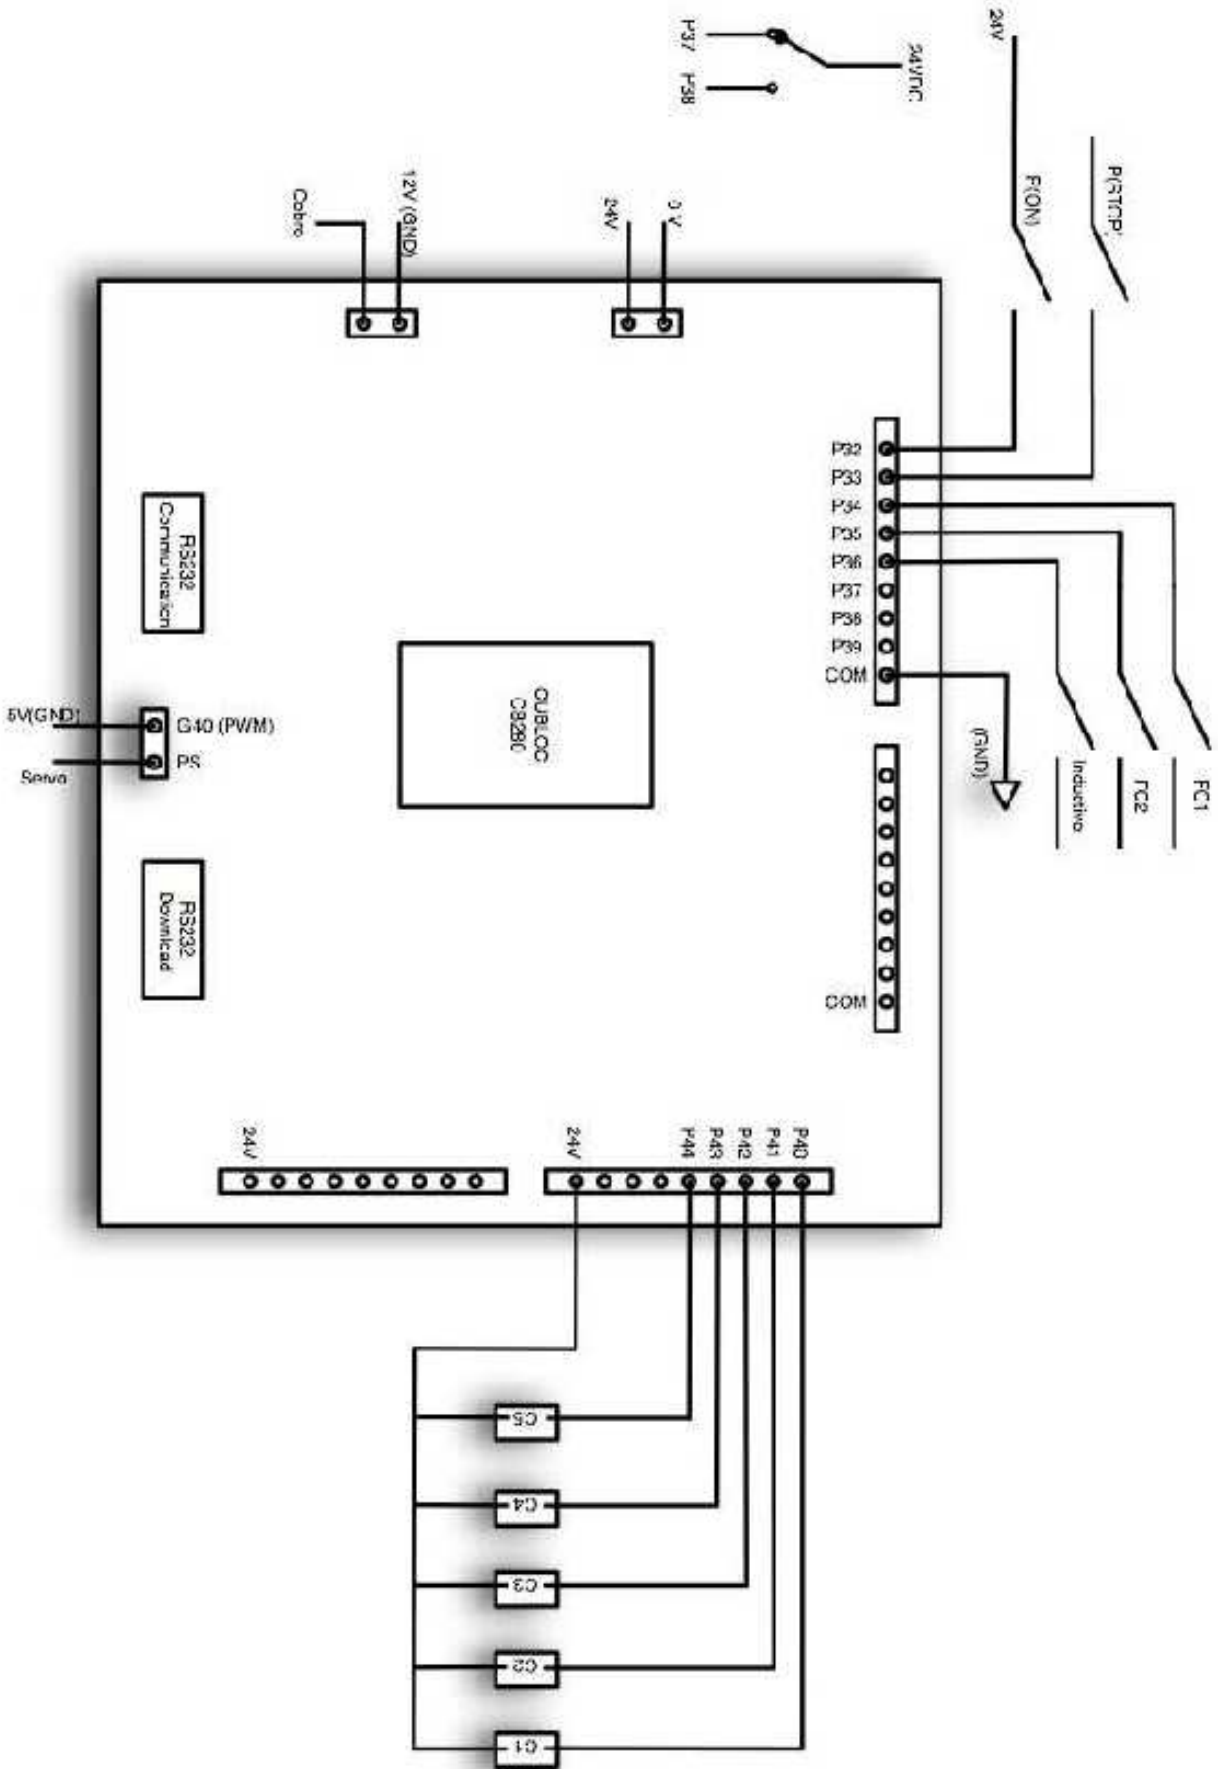 24V
P37
24VDC
P38
P(ON)
P(STOP)
12V (GND)
Cobro
24V
0 V
P32
P33
P34
P35
P36
P37
P38
P39
COM
RS232
Communication
CUBLOC
CB280
5V(GND)
G40 (PWM)
PS
Servo
(GND)
Inductivo
FC2
FC1
RS232
Download
COM
24V
24V
P44
P43
P42
P41
P40
C5
C4
C3
C2
C1